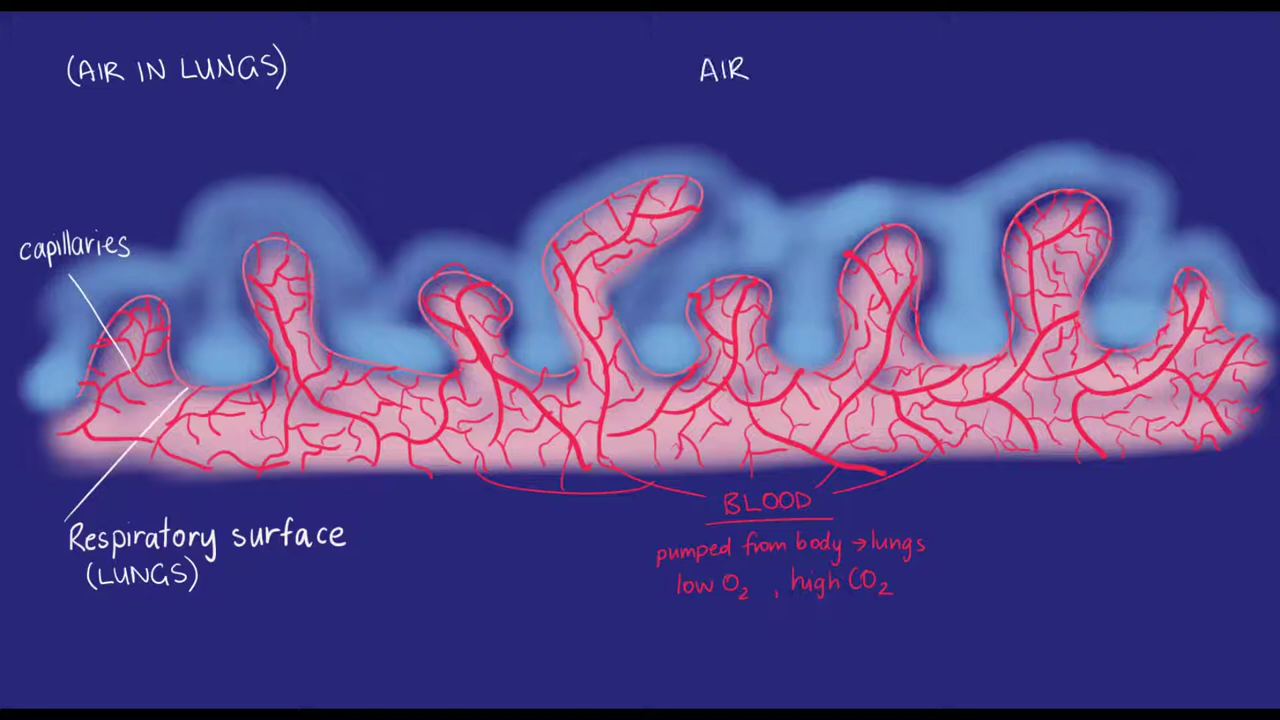 (AIR IN LUNGS)
AIR
capillaries
Respiratory surface
(LUNGS)
BLOOD
pumped from body → lungs
low O₂ , high CO₂